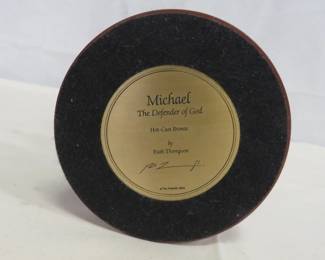 Michael
The Defender of God
Hot-Cast Bronze
by
Ruth Thompson